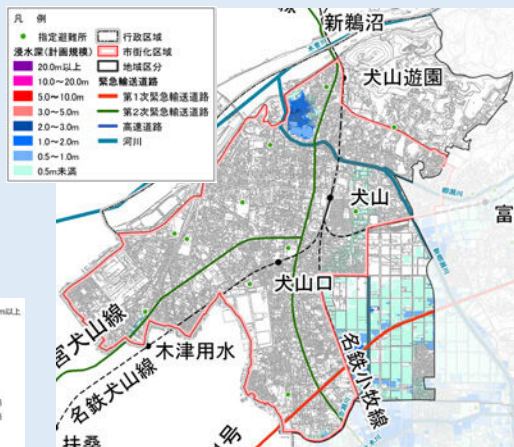 凡 例
指定避難所
浸水深(計画規模)
20.0m以上
10.0~20.0m
5.0~10.0m
3.0~5.0m
2.0~3.0m
1.0~2.0m
0.5~1.0m
0.5m未満
行政区域
市街化区域
地域区分
緊急輸送道路
第1次緊急輸送道路
第2次緊急輸送道路
高速道路
河川
新鵜沼
犬山遊園
犬山
富
犬山口
宮犬山線
木津用水
名鉄犬山線
名鉄小牧線
扶桑
号
m以上